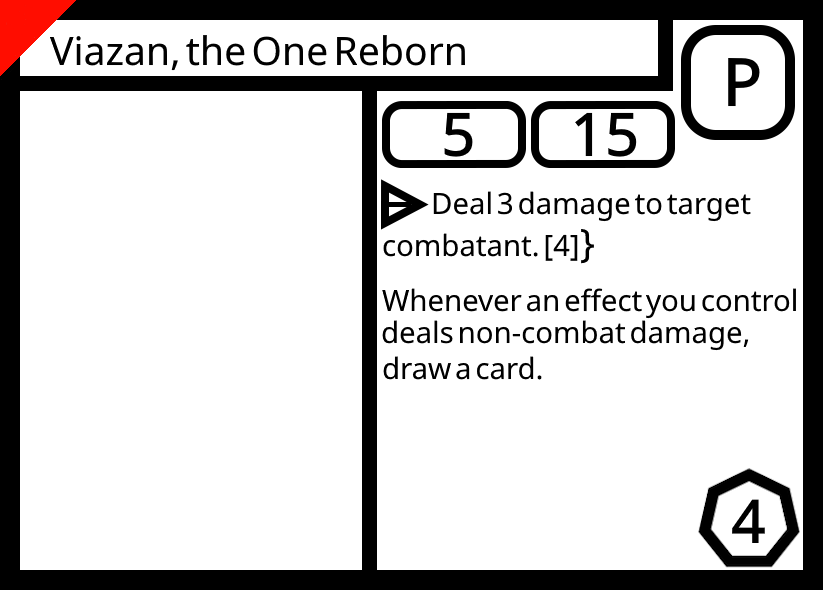 Viazan, the One Reborn
P
5 15
Deal 3 damage to target
combatant. [4]}
Whenever an effect you control
deals non-combat damage,
draw a card.
4